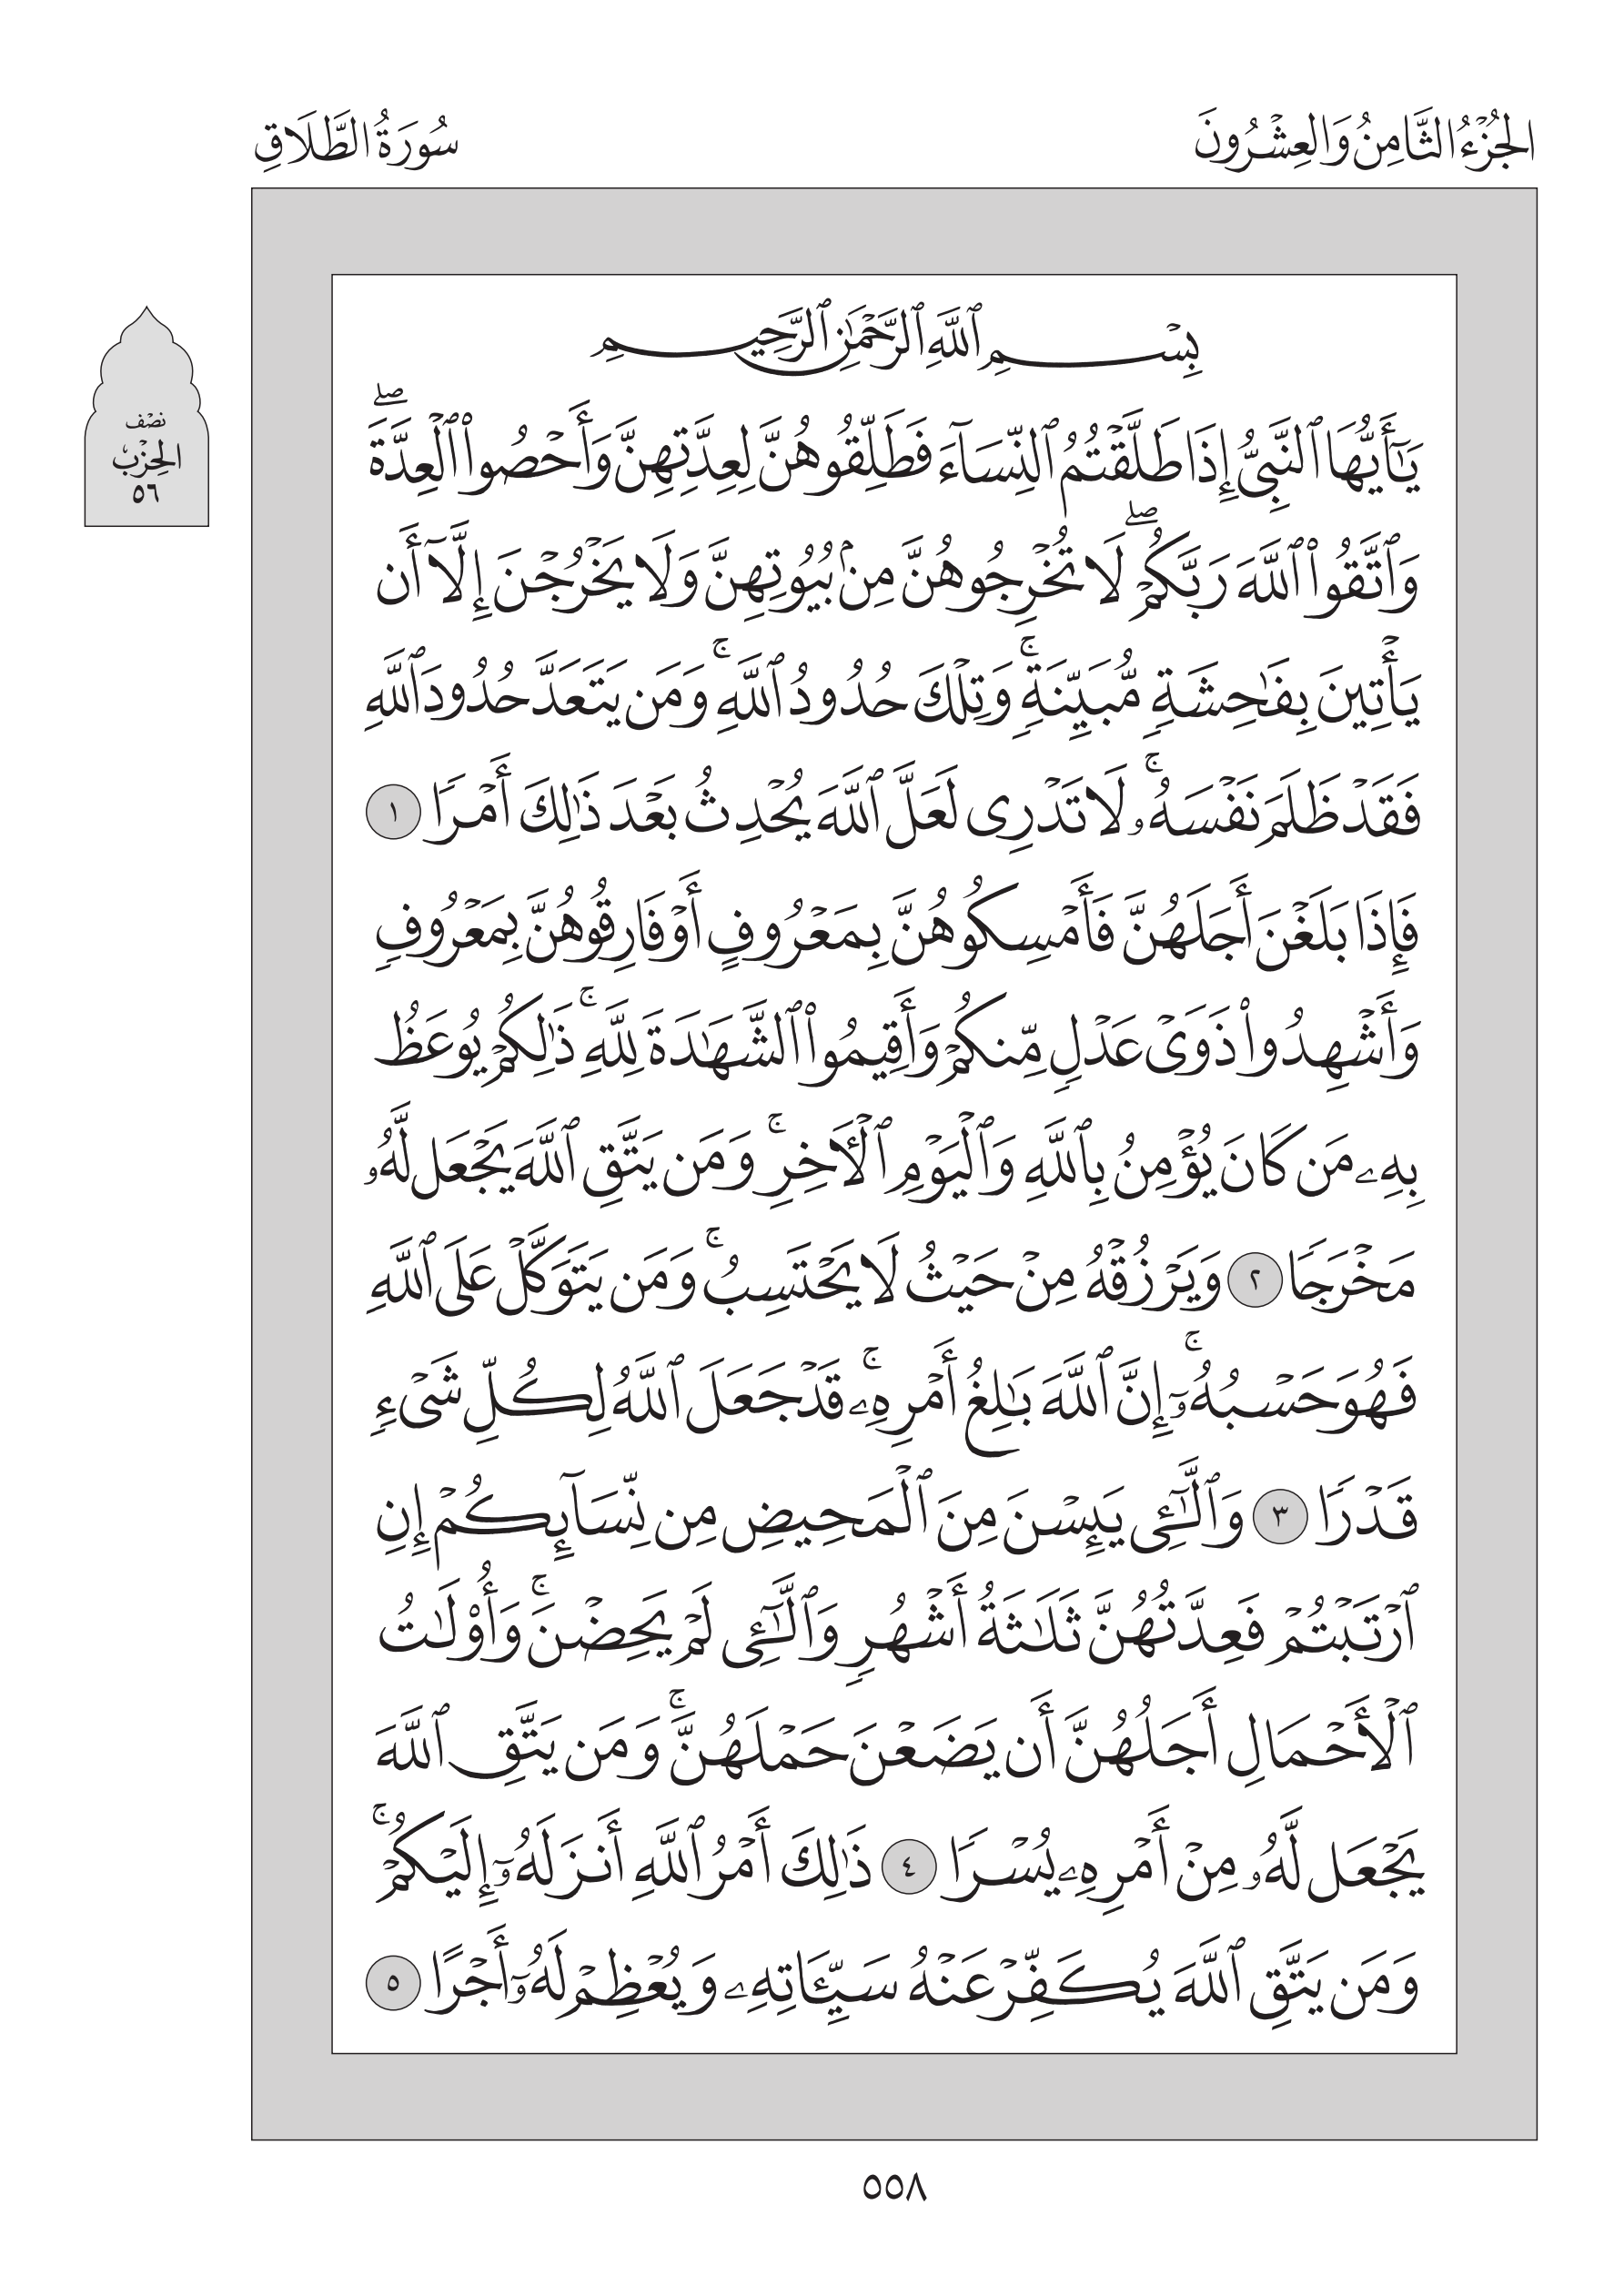 الجُزْءُ الثَّامِنُ وَالعِشْرُونَ
سُورَةُ الطَّلَاقِ
نصف
الحزب
٥٦
بِسْمِ ٱللَّهِ ٱلرَّحْمَٰنِ ٱلرَّحِيمِ
يَٰٓأَيُّهَا ٱلنَّبِىُّ إِذَا طَلَّقْتُمُ ٱلنِّسَآءَ فَطَلِّقُوهُنَّ لِعِدَّتِهِنَّ وَأَحْصُوا۟ ٱلْعِدَّةَ ۖ
وَٱتَّقُوا۟ ٱللَّهَ رَبَّكُمْ ۖ لَا تُخْرِجُوهُنَّ مِنۢ بُيُوتِهِنَّ وَلَا يَخْرُجْنَ إِلَّآ أَن
يَأْتِينَ بِفَٰحِشَةٍ مُّبَيِّنَةٍ ۚ وَتِلْكَ حُدُودُ ٱللَّهِ ۚ وَمَن يَتَعَدَّ حُدُودَ ٱللَّهِ
فَقَدْ ظَلَمَ نَفْسَهُۥ ۚ لَا تَدْرِى لَعَلَّ ٱللَّهَ يُحْدِثُ بَعْدَ ذَٰلِكَ أَمْرًا ١
فَإِذَا بَلَغْنَ أَجَلَهُنَّ فَأَمْسِكُوهُنَّ بِمَعْرُوفٍ أَوْ فَارِقُوهُنَّ بِمَعْرُوفٍ
وَأَشْهِدُوا۟ ذَوَىْ عَدْلٍ مِّنكُمْ وَأَقِيمُوا۟ ٱلشَّهَٰدَةَ لِلَّهِ ۚ ذَٰلِكُمْ يُوعَظُ
بِهِۦ مَن كَانَ يُؤْمِنُ بِٱللَّهِ وَٱلْيَوْمِ ٱلْـَٔاخِرِ ۚ وَمَن يَتَّقِ ٱللَّهَ يَجْعَل لَّهُۥ
مَخْرَجًا ٢ وَيَرْزُقْهُ مِنْ حَيْثُ لَا يَحْتَسِبُ ۚ وَمَن يَتَوَكَّلْ عَلَى ٱللَّهِ
فَهُوَ حَسْبُهُۥٓ ۚ إِنَّ ٱللَّهَ بَٰلِغُ أَمْرِهِۦ ۚ قَدْ جَعَلَ ٱللَّهُ لِكُلِّ شَىْءٍ
قَدْرًا ٣ وَٱلَّٰٓـِٔى يَئِسْنَ مِنَ ٱلْمَحِيضِ مِن نِّسَآئِكُمْ إِنِ
ٱرْتَبْتُمْ فَعِدَّتُهُنَّ ثَلَٰثَةُ أَشْهُرٍ وَٱلَّٰٓـِٔى لَمْ يَحِضْنَ ۚ وَأُو۟لَٰتُ
ٱلْأَحْمَالِ أَجَلُهُنَّ أَن يَضَعْنَ حَمْلَهُنَّ ۚ وَمَن يَتَّقِ ٱللَّهَ
يَجْعَل لَّهُۥ مِنْ أَمْرِهِۦ يُسْرًا ٤ ذَٰلِكَ أَمْرُ ٱللَّهِ أَنزَلَهُۥٓ إِلَيْكُمْ ۚ
وَمَن يَتَّقِ ٱللَّهَ يُكَفِّرْ عَنْهُ سَيِّـَٔاتِهِۦ وَيُعْظِمْ لَهُۥٓ أَجْرًا ٥
٥٥٨